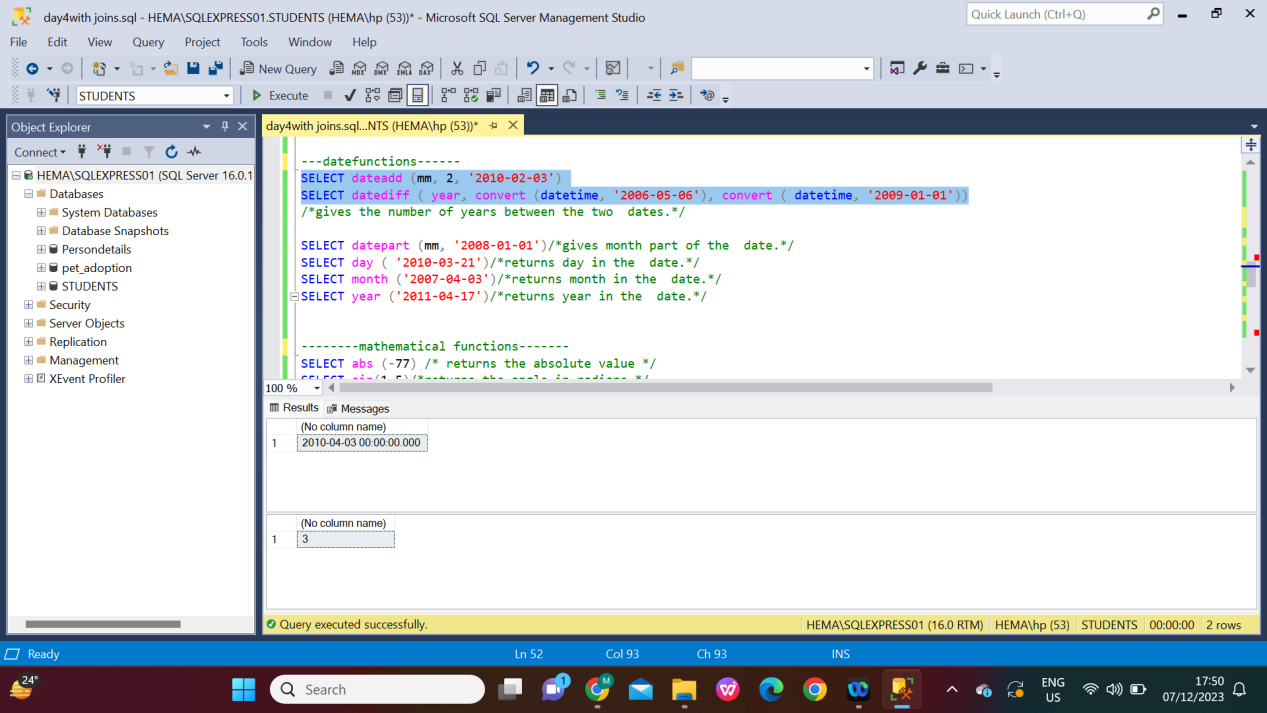 day4with joins.sql - HEMA\SQLEXPRESS01.STUDENTS (HEMA\hp (53))* - Microsoft SQL Server Management Studio
Quick Launch (Ctrl+Q)
File Edit View Query Project Tools Window Help
New Query MDX DMX XMLA DAX
STUDENTS Execute
Object Explorer
day4with joins.sql...NTS (HEMA\hp (53))*
Connect
HEMA\SQLEXPRESS01 (SQL Server 16.0.1
Databases
System Databases
Database Snapshots
Persondetails
pet_adoption
STUDENTS
Security
Server Objects
Replication
Management
XEvent Profiler
---datefunctions------
SELECT dateadd (mm, 2, '2010-02-03')
SELECT datediff ( year, convert (datetime, '2006-05-06'), convert ( datetime, '2009-01-01'))
/*gives the number of years between the two  dates.*/
SELECT datepart (mm, '2008-01-01')/*gives month part of the  date.*/
SELECT day ( '2010-03-21')/*returns day in the  date.*/
SELECT month ('2007-04-03')/*returns month in the  date.*/
SELECT year ('2011-04-17')/*returns year in the  date.*/
--------mathematical functions-------
SELECT abs (-77) /* returns the absolute value */
100 %
Results Messages
(No column name)
1 2010-04-03 00:00:00.000
(No column name)
1 3
Query executed successfully. HEMA\SQLEXPRESS01 (16.0 RTM) HEMA\hp (53) STUDENTS 00:00:00 2 rows
Ready Ln 52 Col 93 Ch 93 INS
24°
Search
1
M
ENG
US
17:50
07/12/2023